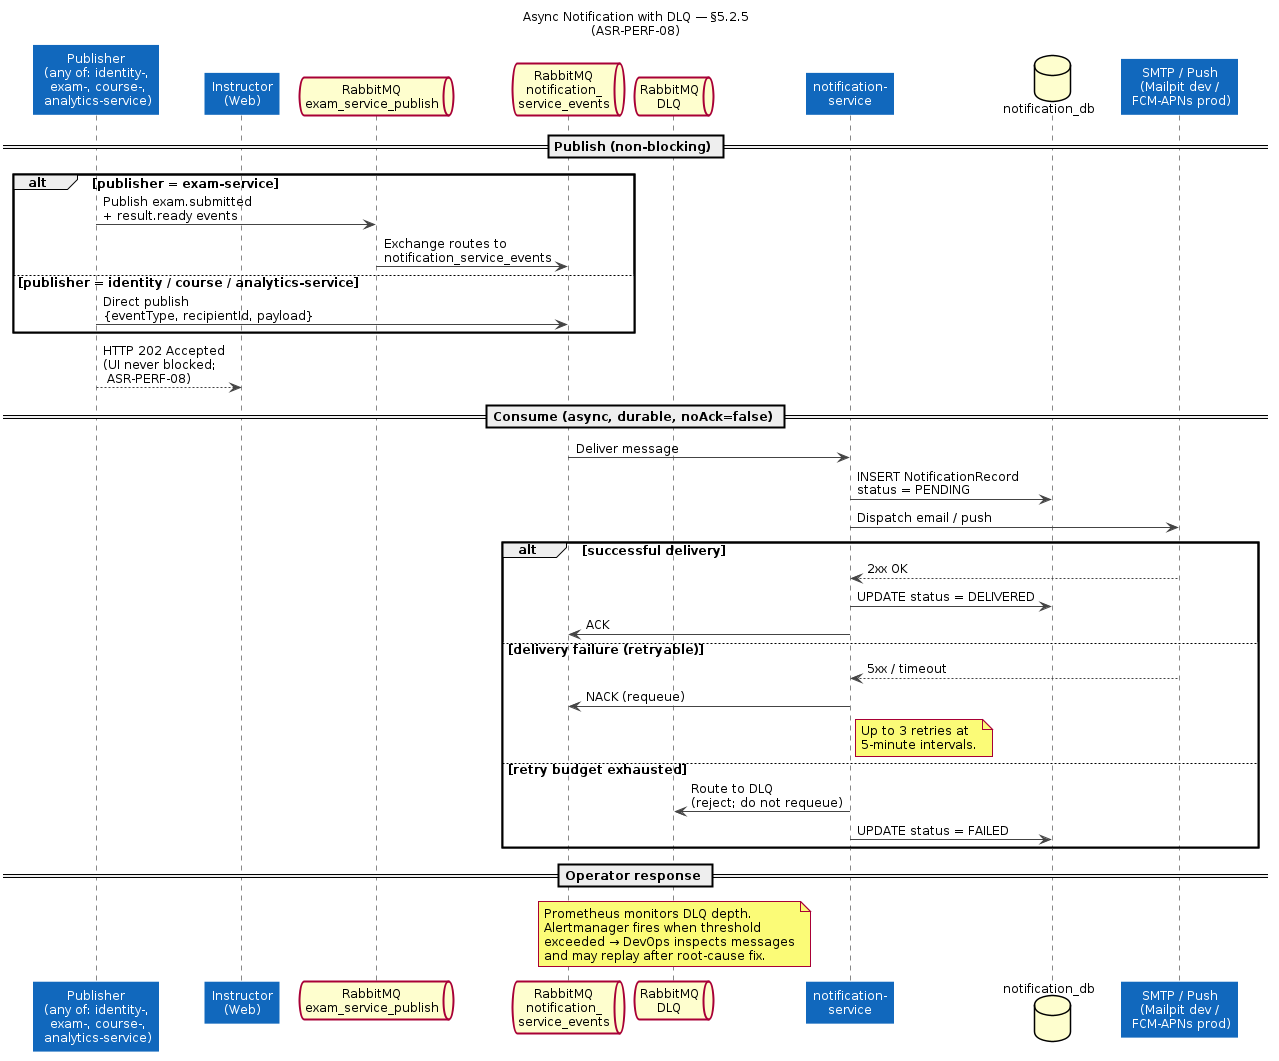 Async Notification with DLQ — §5.2.5
(ASR-PERF-08)
Publisher
(any of: identity-,
exam-, course-,
analytics-service)
Instructor
(Web)
RabbitMQ
exam_service_publish
RabbitMQ
notification_
service_events
RabbitMQ
DLQ
notification-
service
notification_db
SMTP / Push
(Mailpit dev /
FCM-APNs prod)
Publish (non-blocking)
alt [publisher = exam-service]
Publish exam.submitted
+ result.ready events
Exchange routes to
notification_service_events
[publisher = identity / course / analytics-service]
Direct publish
{eventType, recipientId, payload}
HTTP 202 Accepted
(UI never blocked;
ASR-PERF-08)
Consume (async, durable, noAck=false)
Deliver message
INSERT NotificationRecord
status = PENDING
Dispatch email / push
alt [successful delivery]
2xx OK
UPDATE status = DELIVERED
ACK
[delivery failure (retryable)]
5xx / timeout
NACK (requeue)
Up to 3 retries at
5-minute intervals.
[retry budget exhausted]
Route to DLQ
(reject; do not requeue)
UPDATE status = FAILED
Operator response
Prometheus monitors DLQ depth.
Alertmanager fires when threshold
exceeded → DevOps inspects messages
and may replay after root-cause fix.
Publisher
(any of: identity-,
exam-, course-,
analytics-service)
Instructor
(Web)
RabbitMQ
exam_service_publish
RabbitMQ
notification_
service_events
RabbitMQ
DLQ
notification-
service
notification_db
SMTP / Push
(Mailpit dev /
FCM-APNs prod)